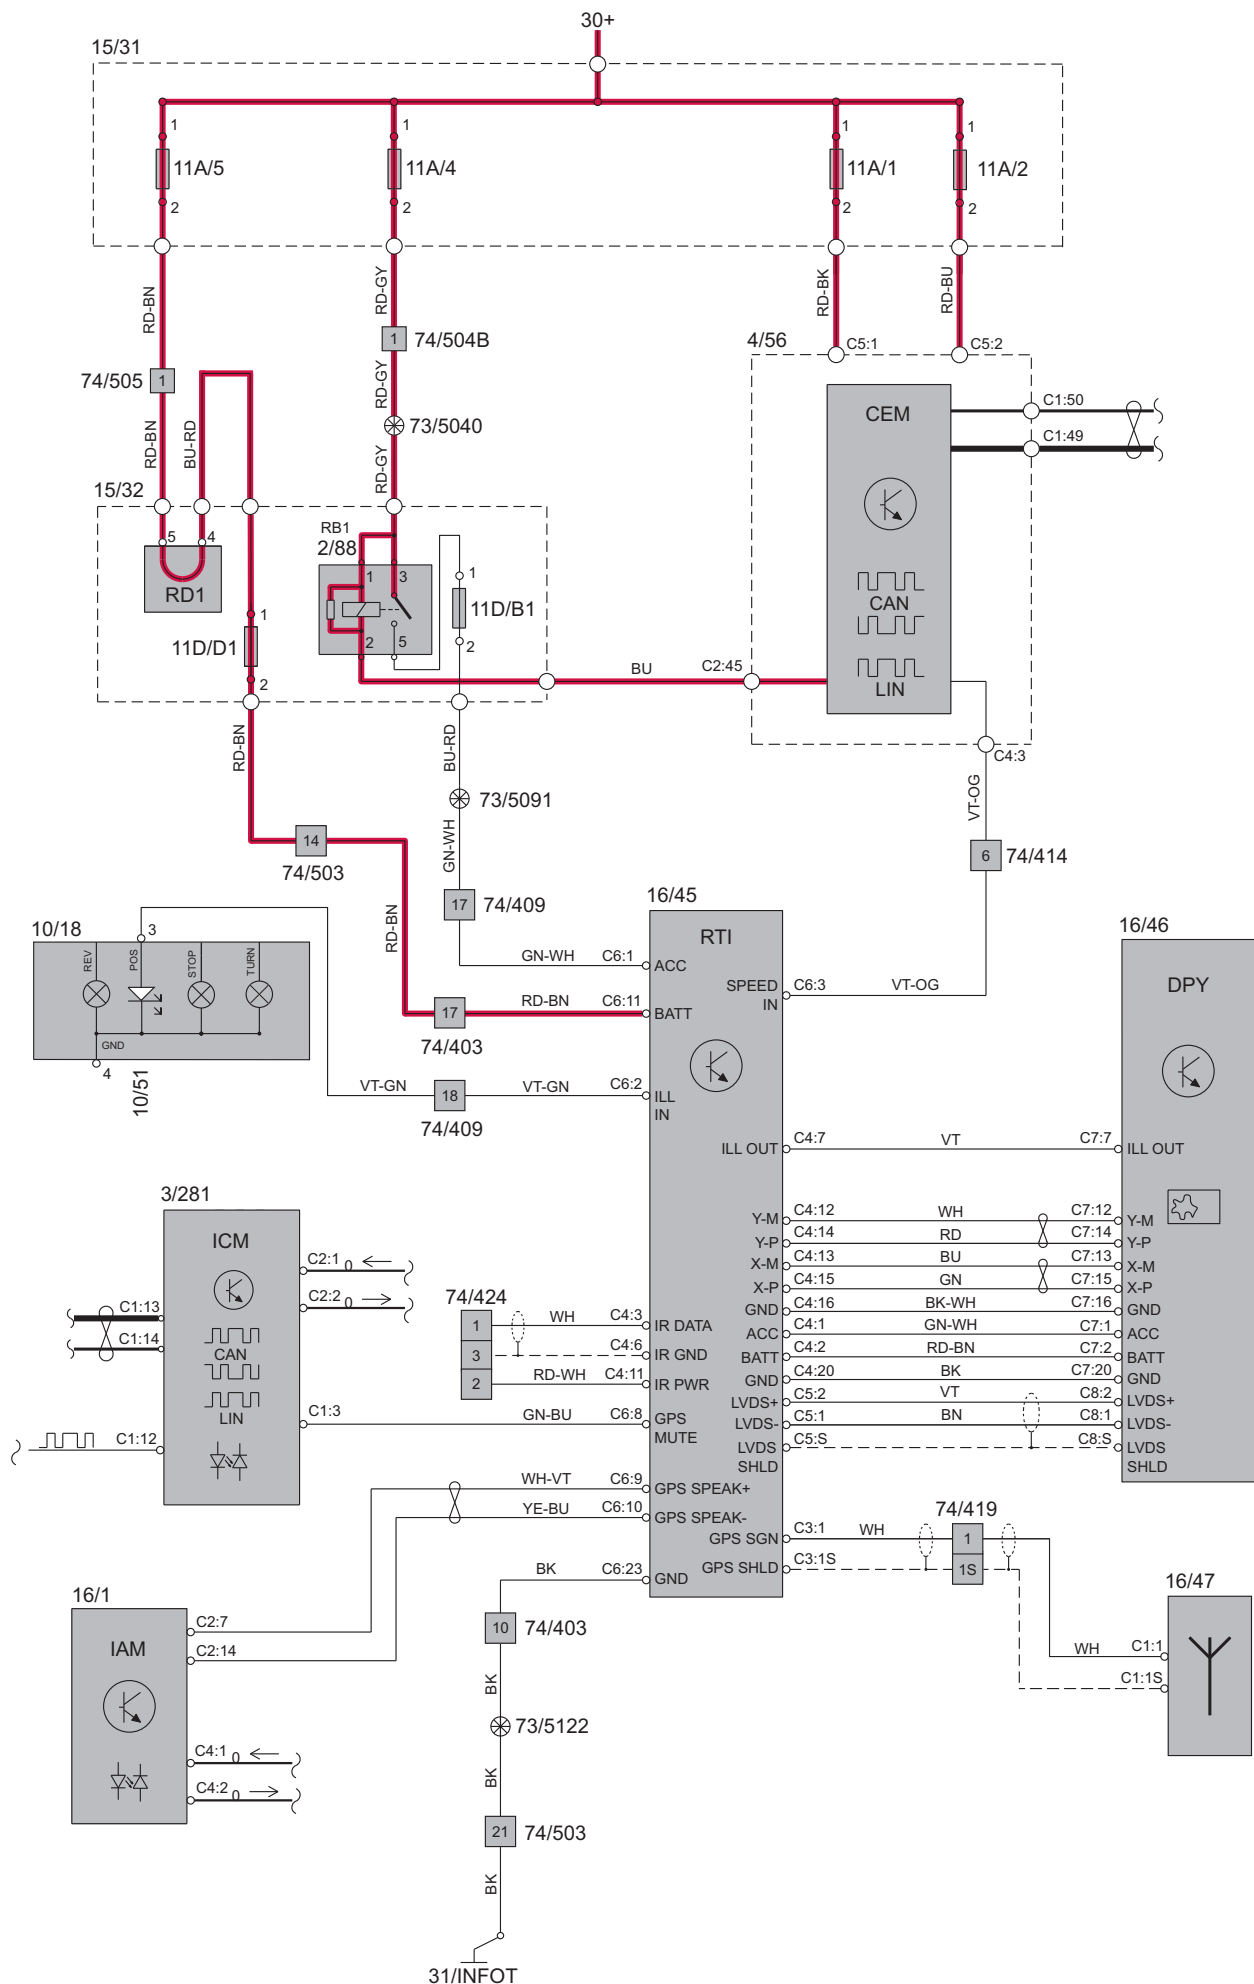 30+
15/31
1 1 1 1
11A/5 11A/4 11A/1 11A/2
2 2 2 2
RD-BN RD-GY RD-BK RD-BU
1 74/504B
4/56 C5:1 C5:2
74/505 1
RD-GY
CEM
C1:50
73/5040
C1:49
RD-BN BU-RD RD-GY
15/32
RB1
2/88
5 4
RD1
1 3
1
11D/B1
CAN
1
11D/D1
2 5
2
2
BU C2:45
LIN
RD-BN BU-RD
C4:3
VT-OG
73/5091
14
74/503
GN-WH
6 74/414
17 74/409
16/45
RTI
16/46
DPY
10/18
3
REV POS STOP TURN
GND
4
10/51
RD-BN
GN-WH C6:1 ACC
SPEED IN C6:3 VT-OG
RD-BN C6:11 BATT
17
74/403
VT-GN 18 VT-GN C6:2 ILL IN
74/409
ILL OUT C4:7 VT C7:7 ILL OUT
3/281
ICM
Y-M C4:12 WH C7:12 Y-M
Y-P C4:14 RD C7:14 Y-P
X-M C4:13 BU C7:13 X-M
X-P C4:15 GN C7:15 X-P
GND C4:16 BK-WH C7:16 GND
ACC C4:1 GN-WH C7:1 ACC
BATT C4:2 RD-BN C7:2 BATT
GND C4:20 BK C7:20 GND
LVDS+ C5:2 VT C8:2 LVDS+
LVDS- C5:1 BN C8:1 LVDS-
LVDS SHLD C5:S C8:S LVDS SHLD
C2:1 0
C2:2 0
C1:13
C1:14
CAN
LIN
C1:12
74/424
1 WH C4:3 IR DATA
3 C4:6 IR GND
2 RD-WH C4:11 IR PWR
C1:3 GN-BU C6:8 GPS MUTE
WH-VT C6:9 GPS SPEAK+
YE-BU C6:10 GPS SPEAK-
74/419
GPS SGN C3:1 WH 1
GPS SHLD C3:1S 1S
BK C6:23 GND
16/47
WH C1:1
C1:1S
16/1
IAM
C2:7
C2:14
C4:1 0
C4:2 0
10 74/403
BK
73/5122
BK
21 74/503
BK
31/INFOT